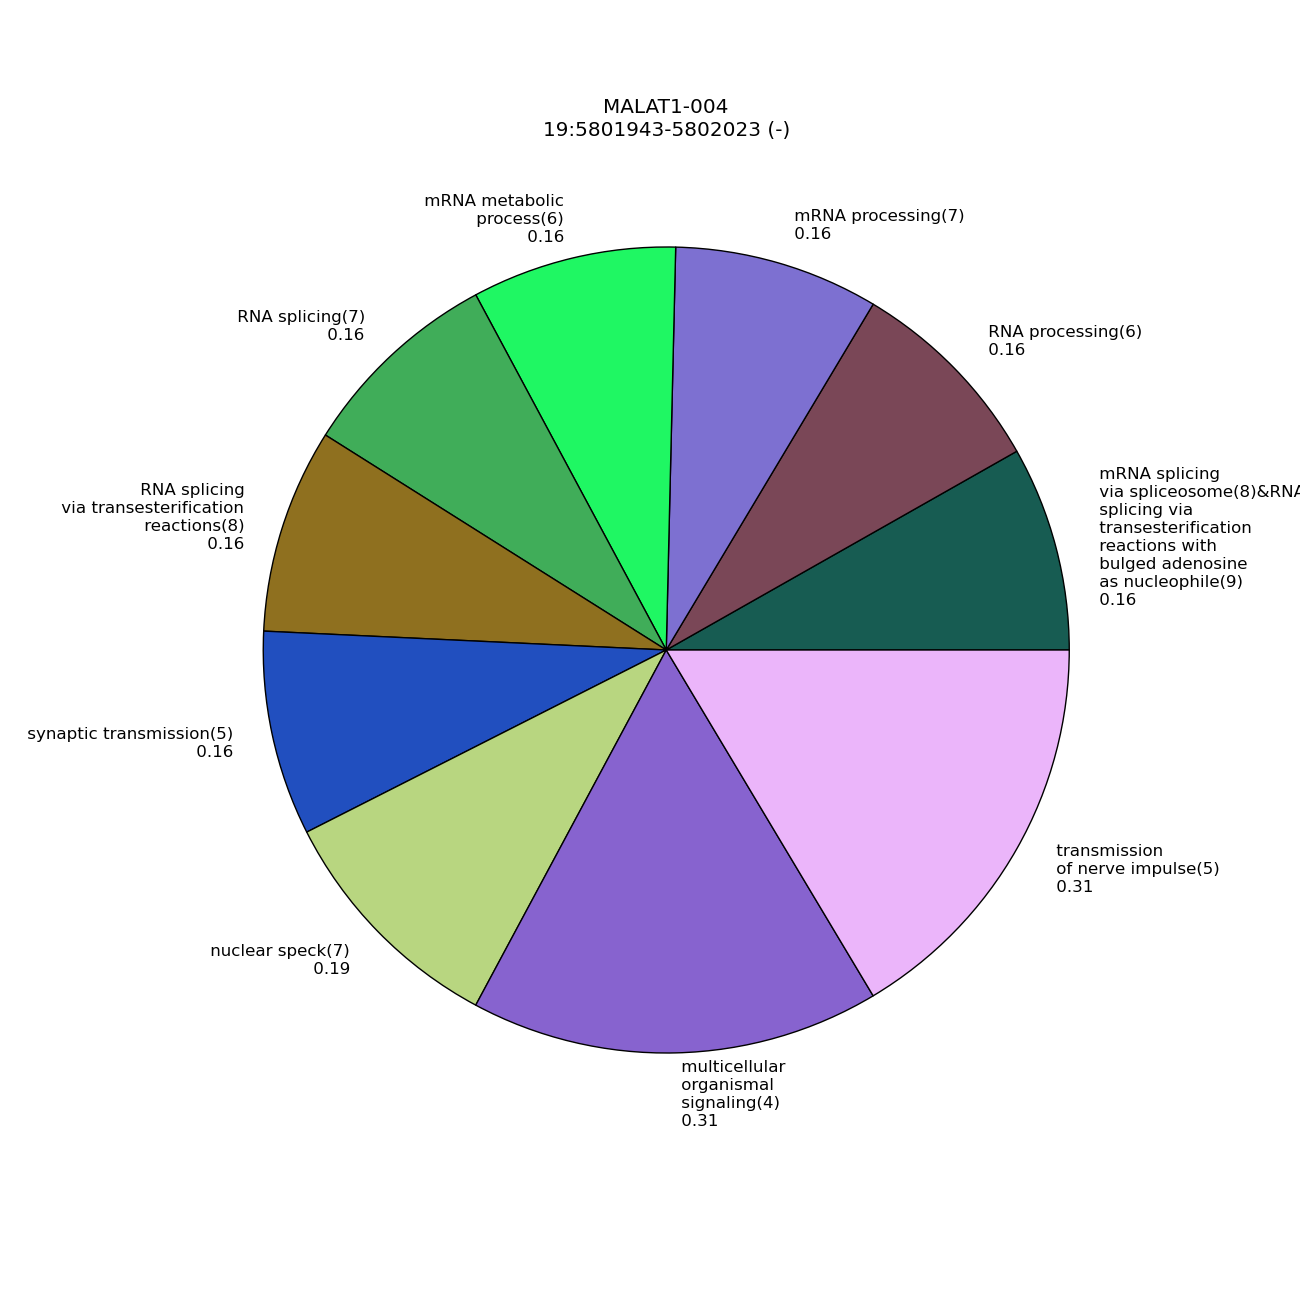 MALAT1-004
19:5801943-5802023 (-)
mRNA metabolic
process(6)
0.16
mRNA processing(7)
0.16
RNA splicing(7)
0.16
RNA processing(6)
0.16
RNA splicing
via transesterification
reactions(8)
0.16
mRNA splicing
via spliceosome(8)&RNA
splicing via
transesterification
reactions with
bulged adenosine
as nucleophile(9)
0.16
synaptic transmission(5)
0.16
transmission
of nerve impulse(5)
0.31
nuclear speck(7)
0.19
multicellular
organismal
signaling(4)
0.31